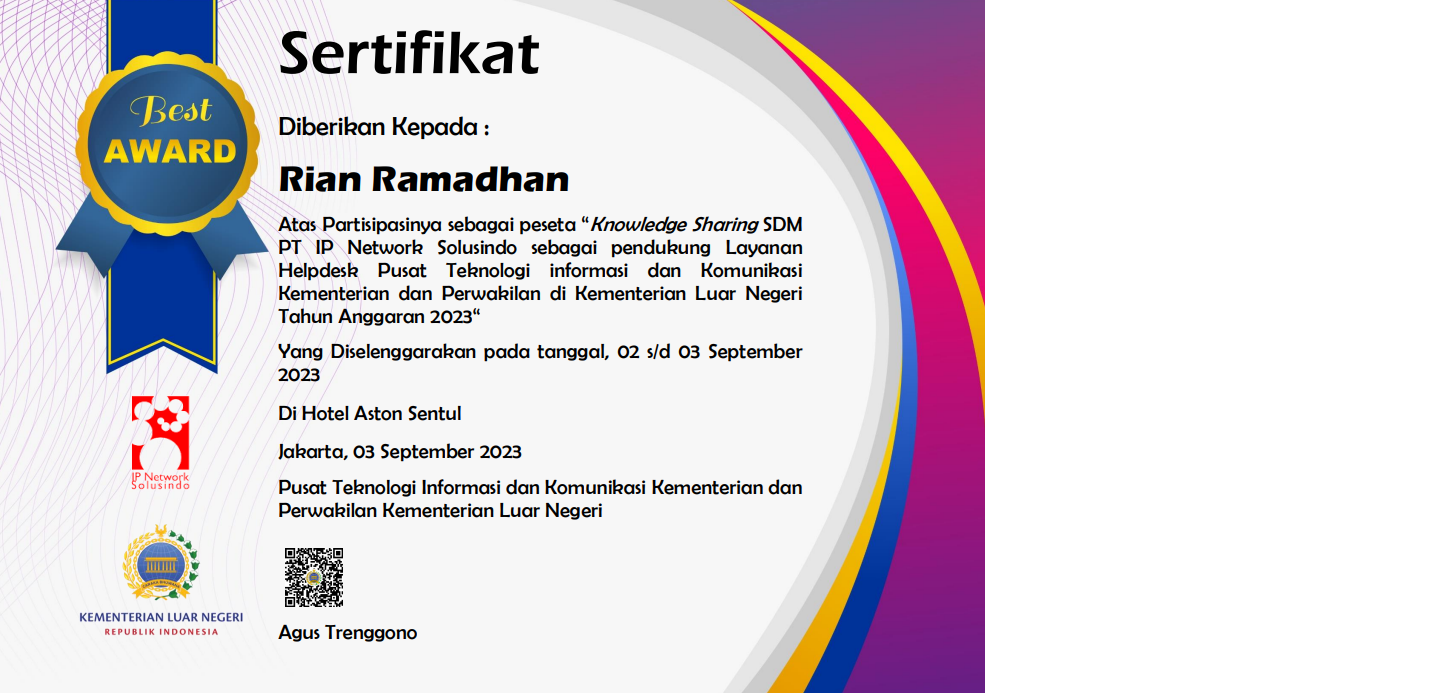 Sertifikat
Best
AWARD
Diberikan Kepada :
Rian Ramadhan
Atas Partisipasinya sebagai peseta “Knowledge Sharing SDM
PT IP Network Solusindo sebagai pendukung Layanan
Helpdesk Pusat Teknologi informasi dan Komunikasi
Kementerian dan Perwakilan di Kementerian Luar Negeri
Tahun Anggaran 2023“
Yang Diselenggarakan pada tanggal, 02 s/d 03 September
2023
Di Hotel Aston Sentul
Jakarta, 03 September 2023
Pusat Teknologi Informasi dan Komunikasi Kementerian dan
Perwakilan Kementerian Luar Negeri
Agus Trenggono
IP Network
Solusindo
KEMENTERIAN LUAR NEGERI
REPUBLIK INDONESIA